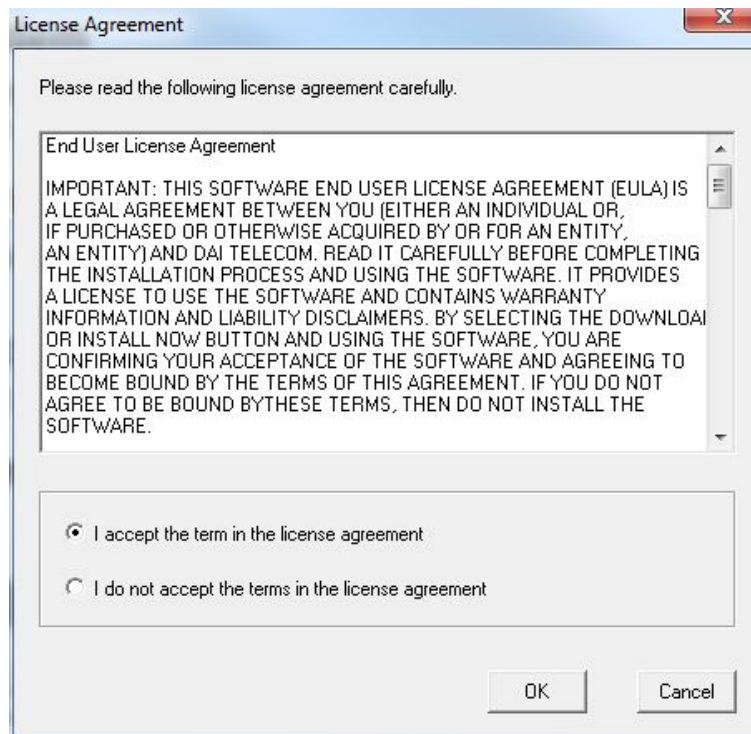 License Agreement
Please read the following license agreement carefully.
End User License Agreement
IMPORTANT: THIS SOFTWARE END USER LICENSE AGREEMENT (EULA) IS
A LEGAL AGREEMENT BETWEEN YOU (EITHER AN INDIVIDUAL OR,
IF PURCHASED OR OTHERWISE ACQUIRED BY OR FOR AN ENTITY,
AN ENTITY) AND DAI TELECOM. READ IT CAREFULLY BEFORE COMPLETING
THE INSTALLATION PROCESS AND USING THE SOFTWARE. IT PROVIDES
A LICENSE TO USE THE SOFTWARE AND CONTAINS WARRANTY
INFORMATION AND LIABILITY DISCLAIMERS. BY SELECTING THE DOWNLOA
OR INSTALL NOW BUTTON AND USING THE SOFTWARE, YOU ARE
CONFIRMING YOUR ACCEPTANCE OF THE SOFTWARE AND AGREEING TO
BECOME BOUND BY THE TERMS OF THIS AGREEMENT. IF YOU DO NOT
AGREE TO BE BOUND BYTHESE TERMS, THEN DO NOT INSTALL THE
SOFTWARE.
I accept the term in the license agreement
I do not accept the terms in the license agreement
OK
Cancel